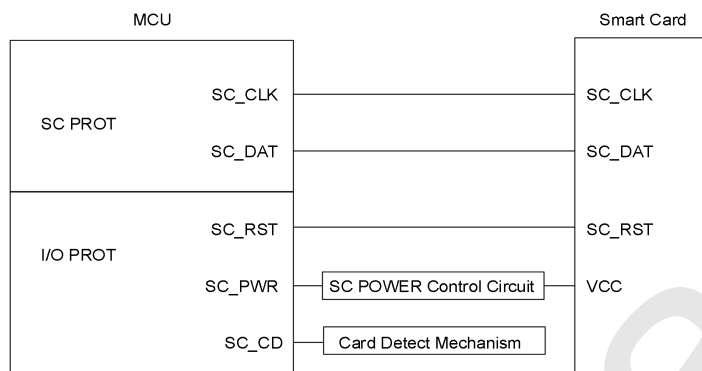 MCU
Smart Card
SC_CLK
SC_CLK
SC PROT
SC_DAT
SC_DAT
SC_RST
SC_RST
I/O PROT
SC_PWR
SC POWER Control Circuit
VCC
SC_CD
Card Detect Mechanism